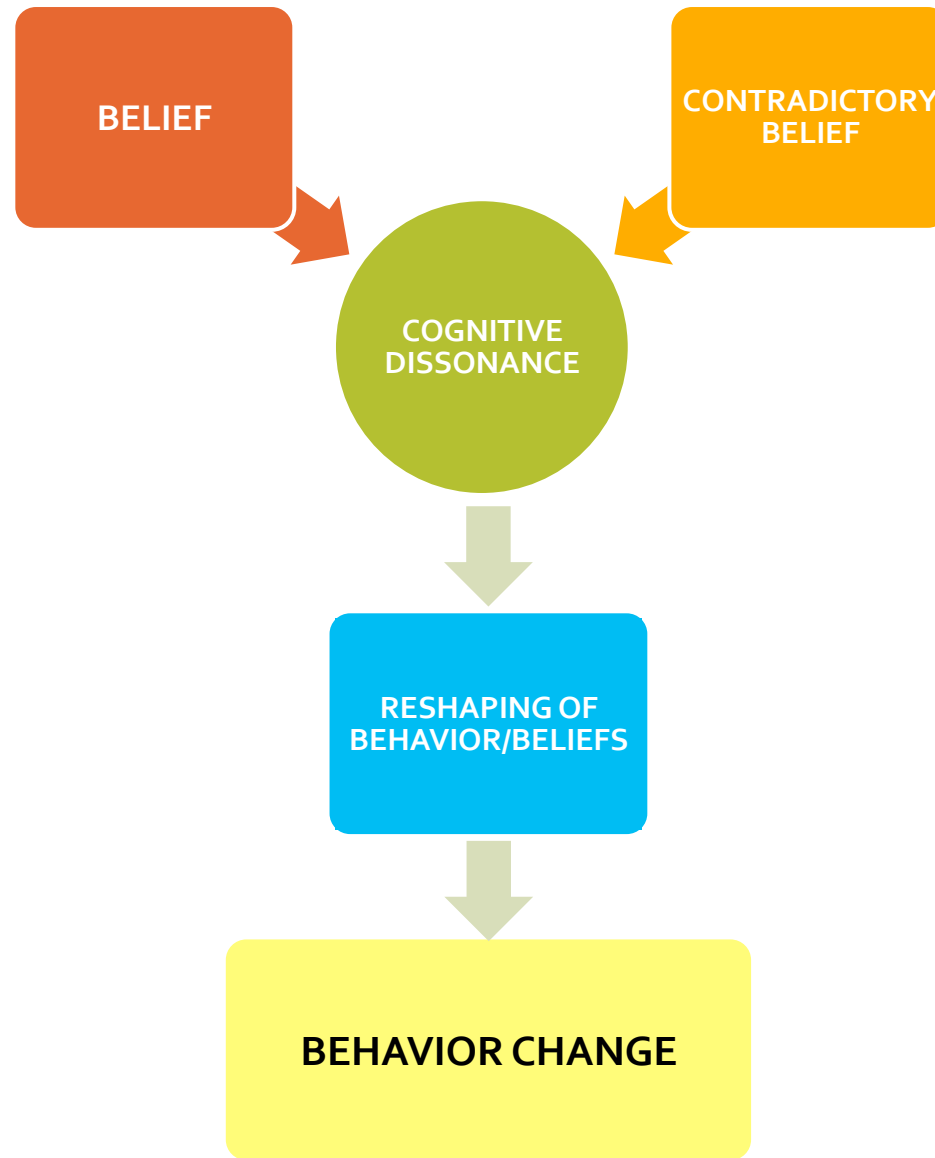 BELIEF
CONTRADICTORY
BELIEF
COGNITIVE
DISSONANCE
RESHAPING OF
BEHAVIOR/BELIEFS
BEHAVIOR CHANGE